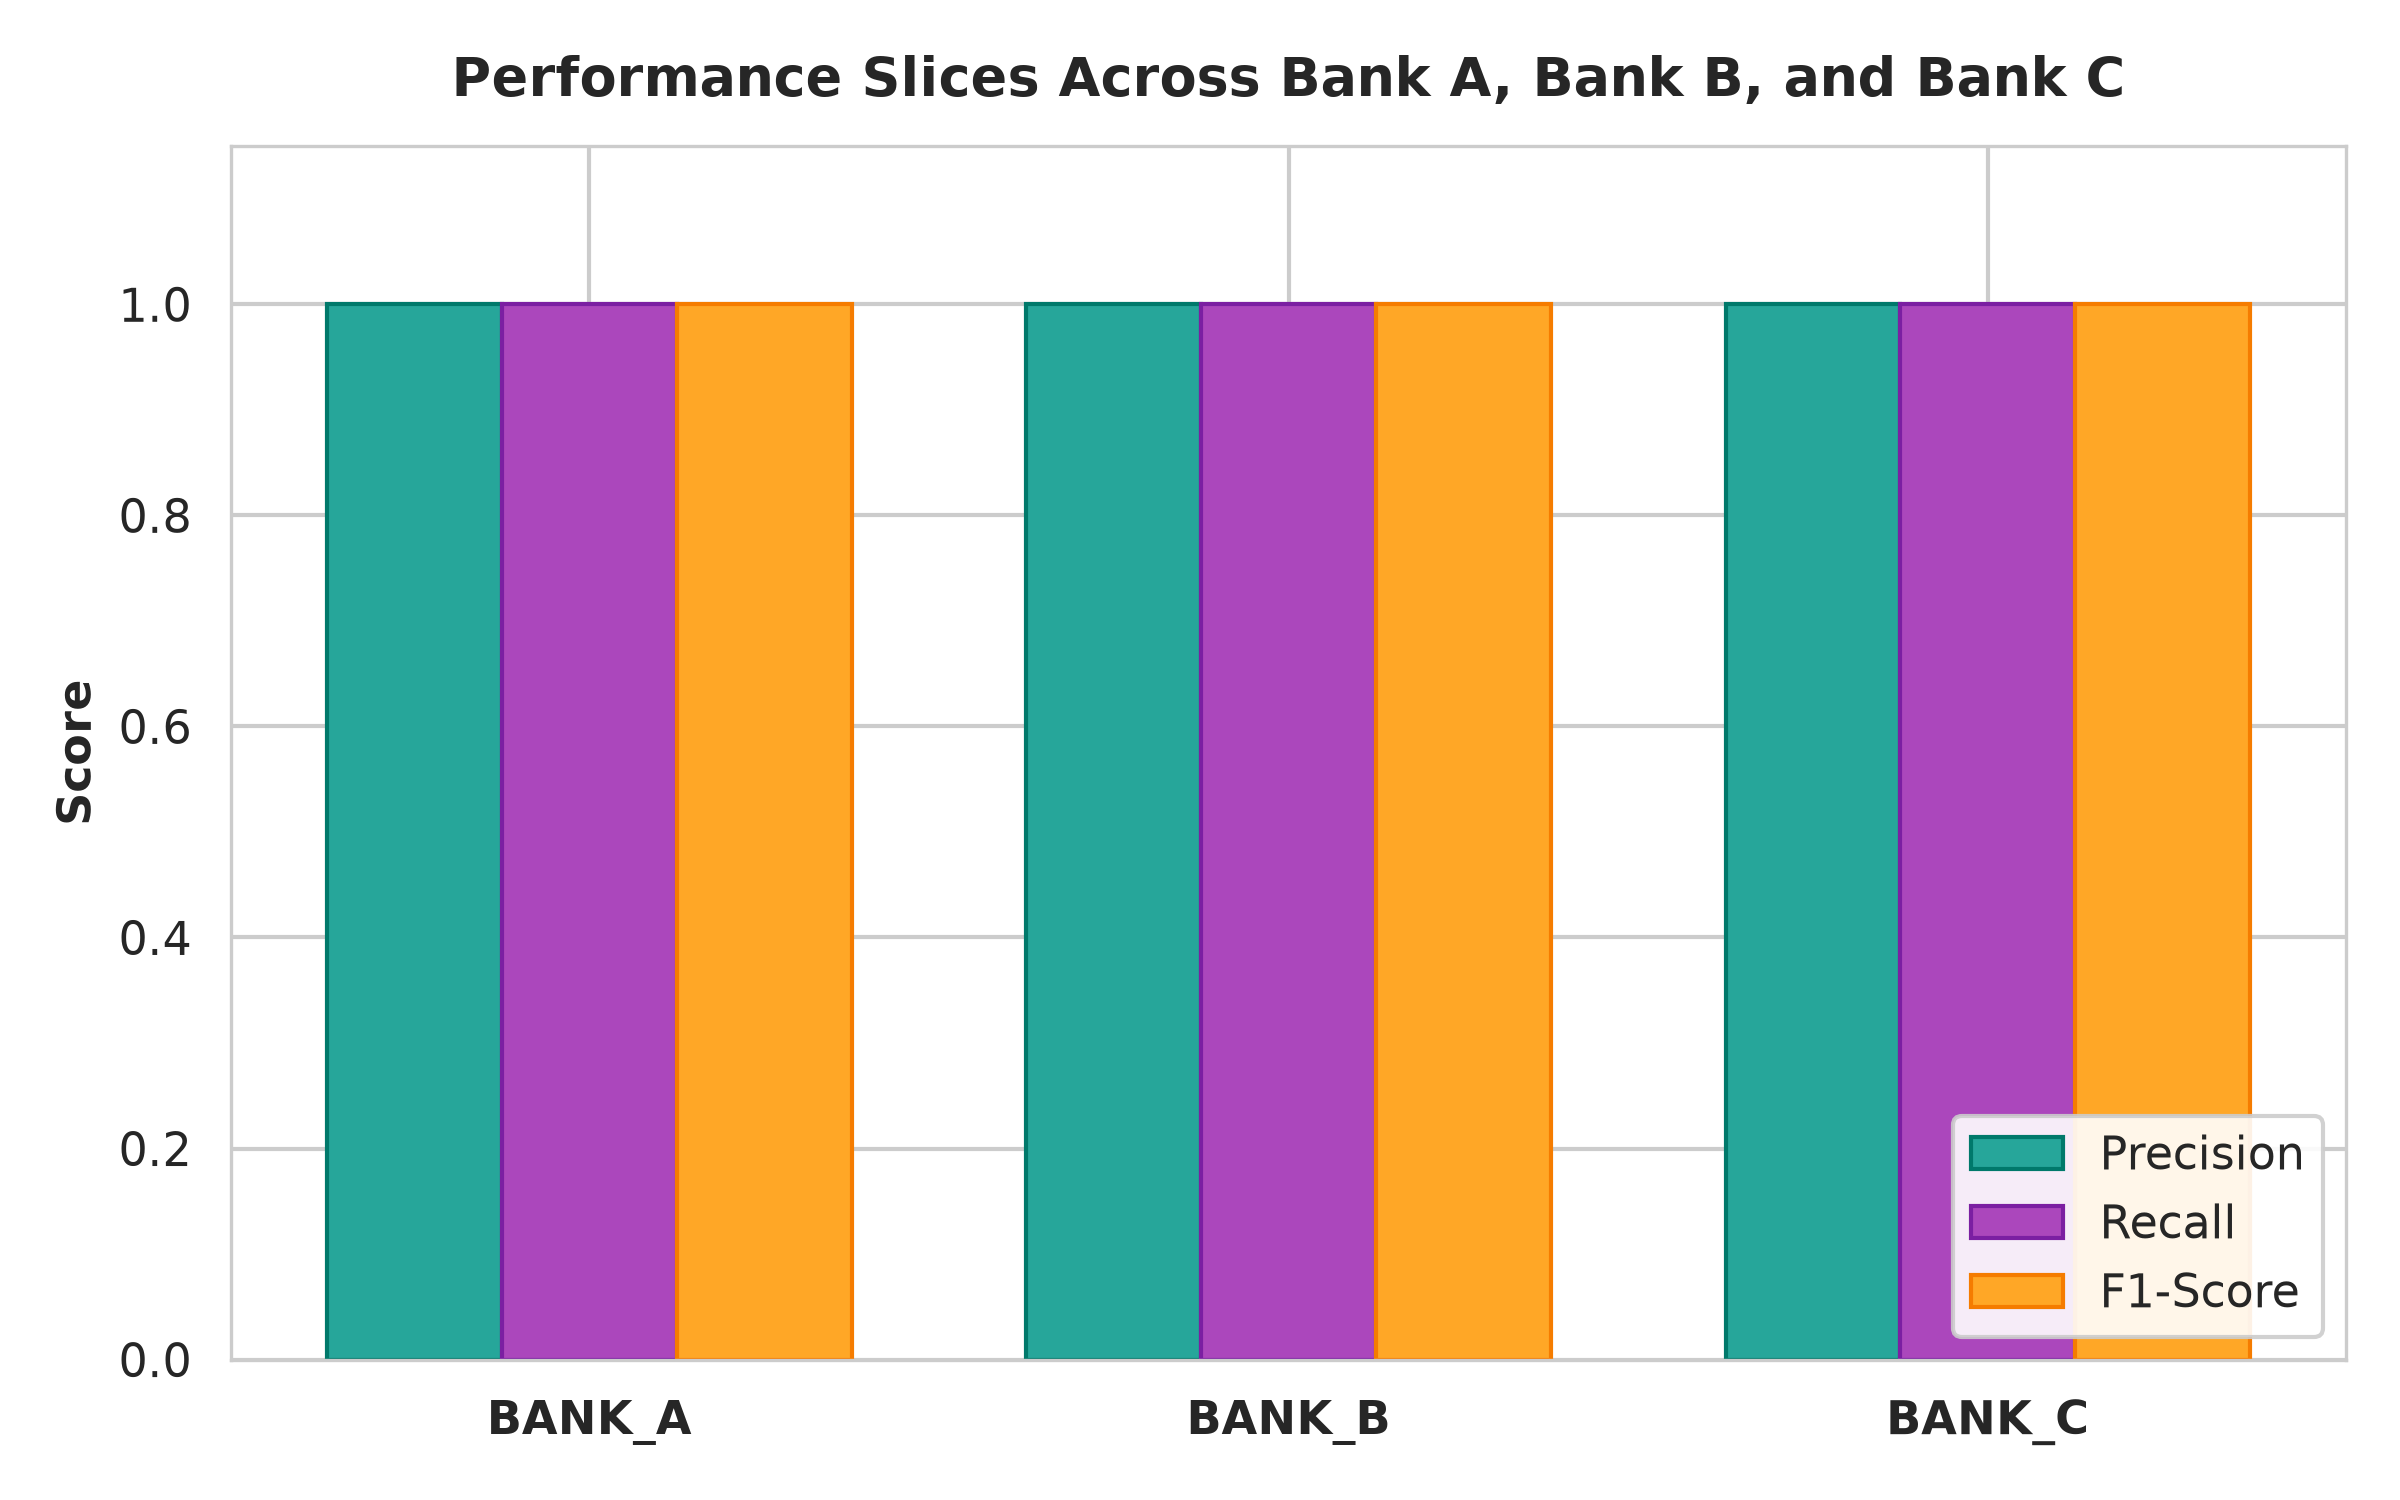 Performance Slices Across Bank A, Bank B, and Bank C
Score
1.0
0.8
0.6
0.4
0.2
0.0
BANK_A
BANK_B
BANK_C
Precision
Recall
F1-Score